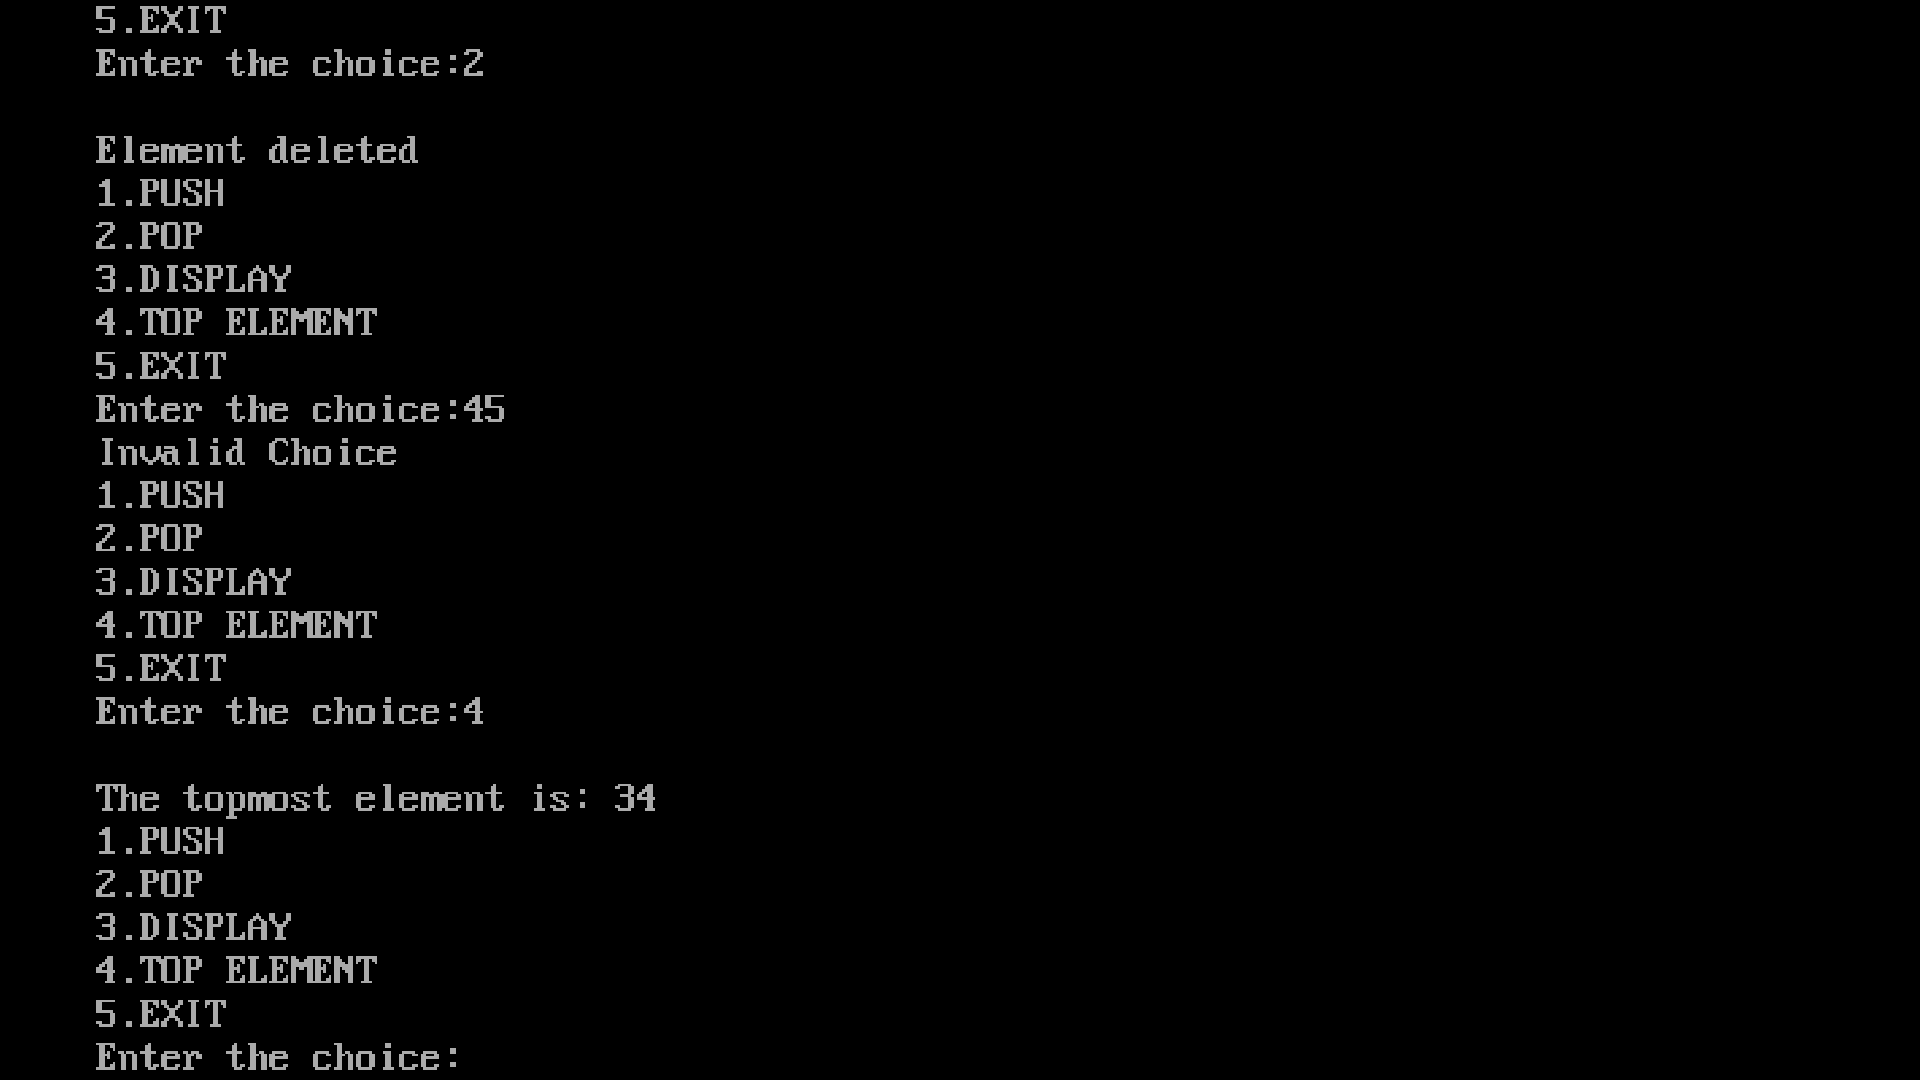 5.EXIT
Enter the choice:2
Element deleted
1.PUSH
2.POP
3.DISPLAY
4.TOP ELEMENT
5.EXIT
Enter the choice:45
Invalid Choice
1.PUSH
2.POP
3.DISPLAY
4.TOP ELEMENT
5.EXIT
Enter the choice:4
The topmost element is: 34
1.PUSH
2.POP
3.DISPLAY
4.TOP ELEMENT
5.EXIT
Enter the choice: